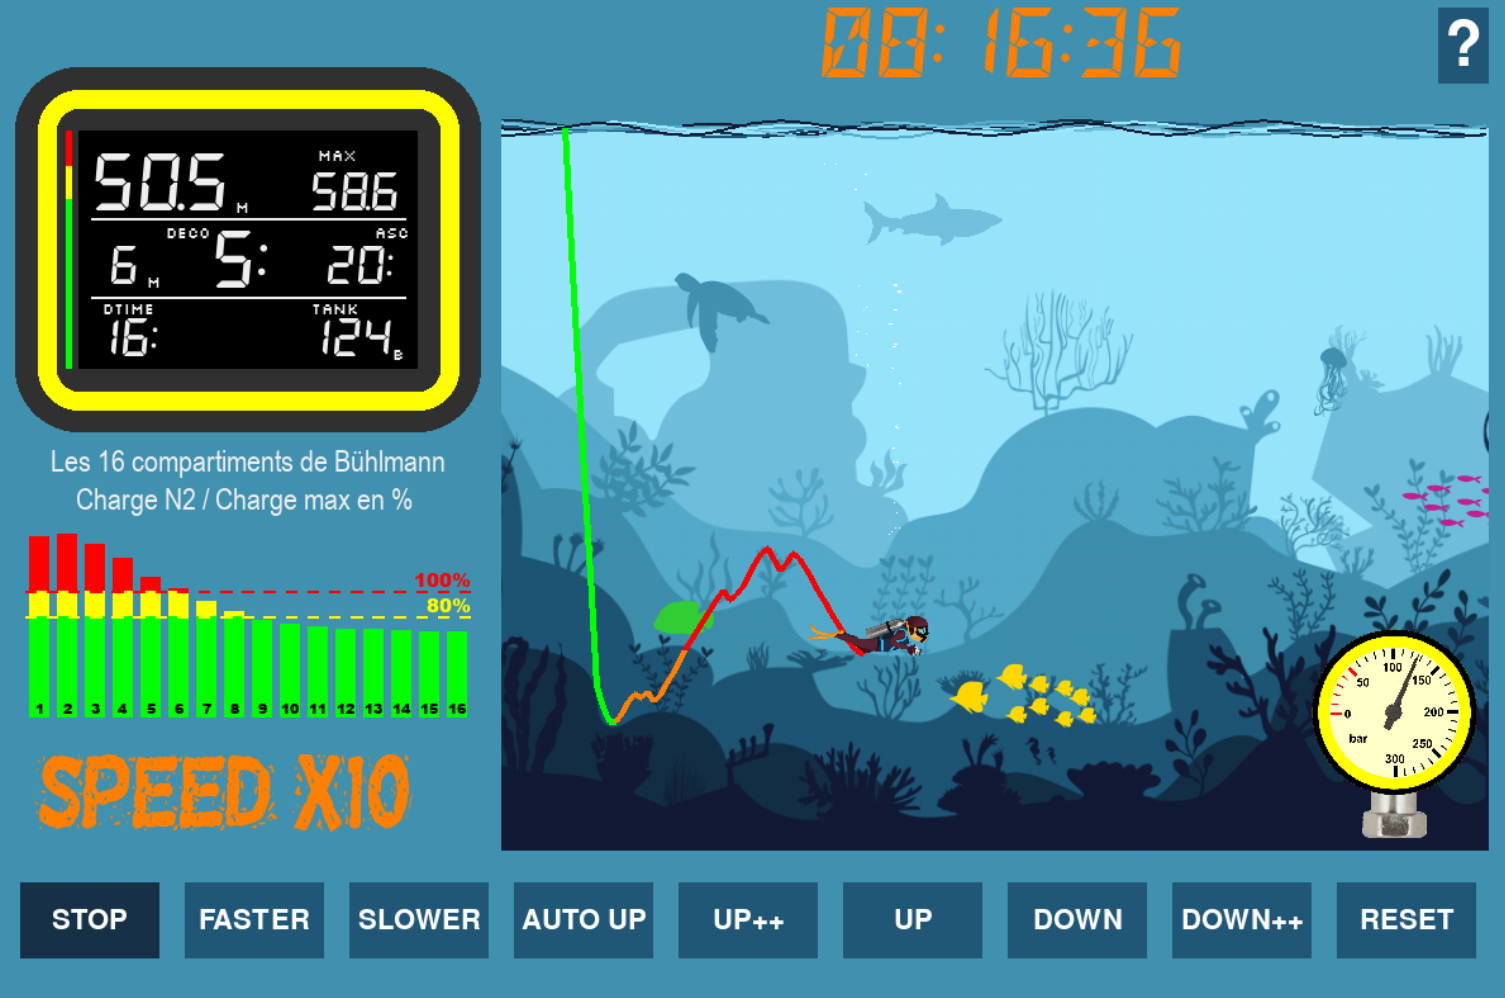 08:16:36
?
MAX
50.5 M 58.6
DECO ASC
6 M 5: 20:
DTIME TANK
16: 124 B
Les 16 compartiments de Bühlmann
Charge N2 / Charge max en %
100%
80%
1 2 3 4 5 6 7 8 9 10 11 12 13 14 15 16
SPEED X10
0 50 100 150 200 250 300
bar
STOP FASTER SLOWER AUTO UP UP++ UP DOWN DOWN++ RESET